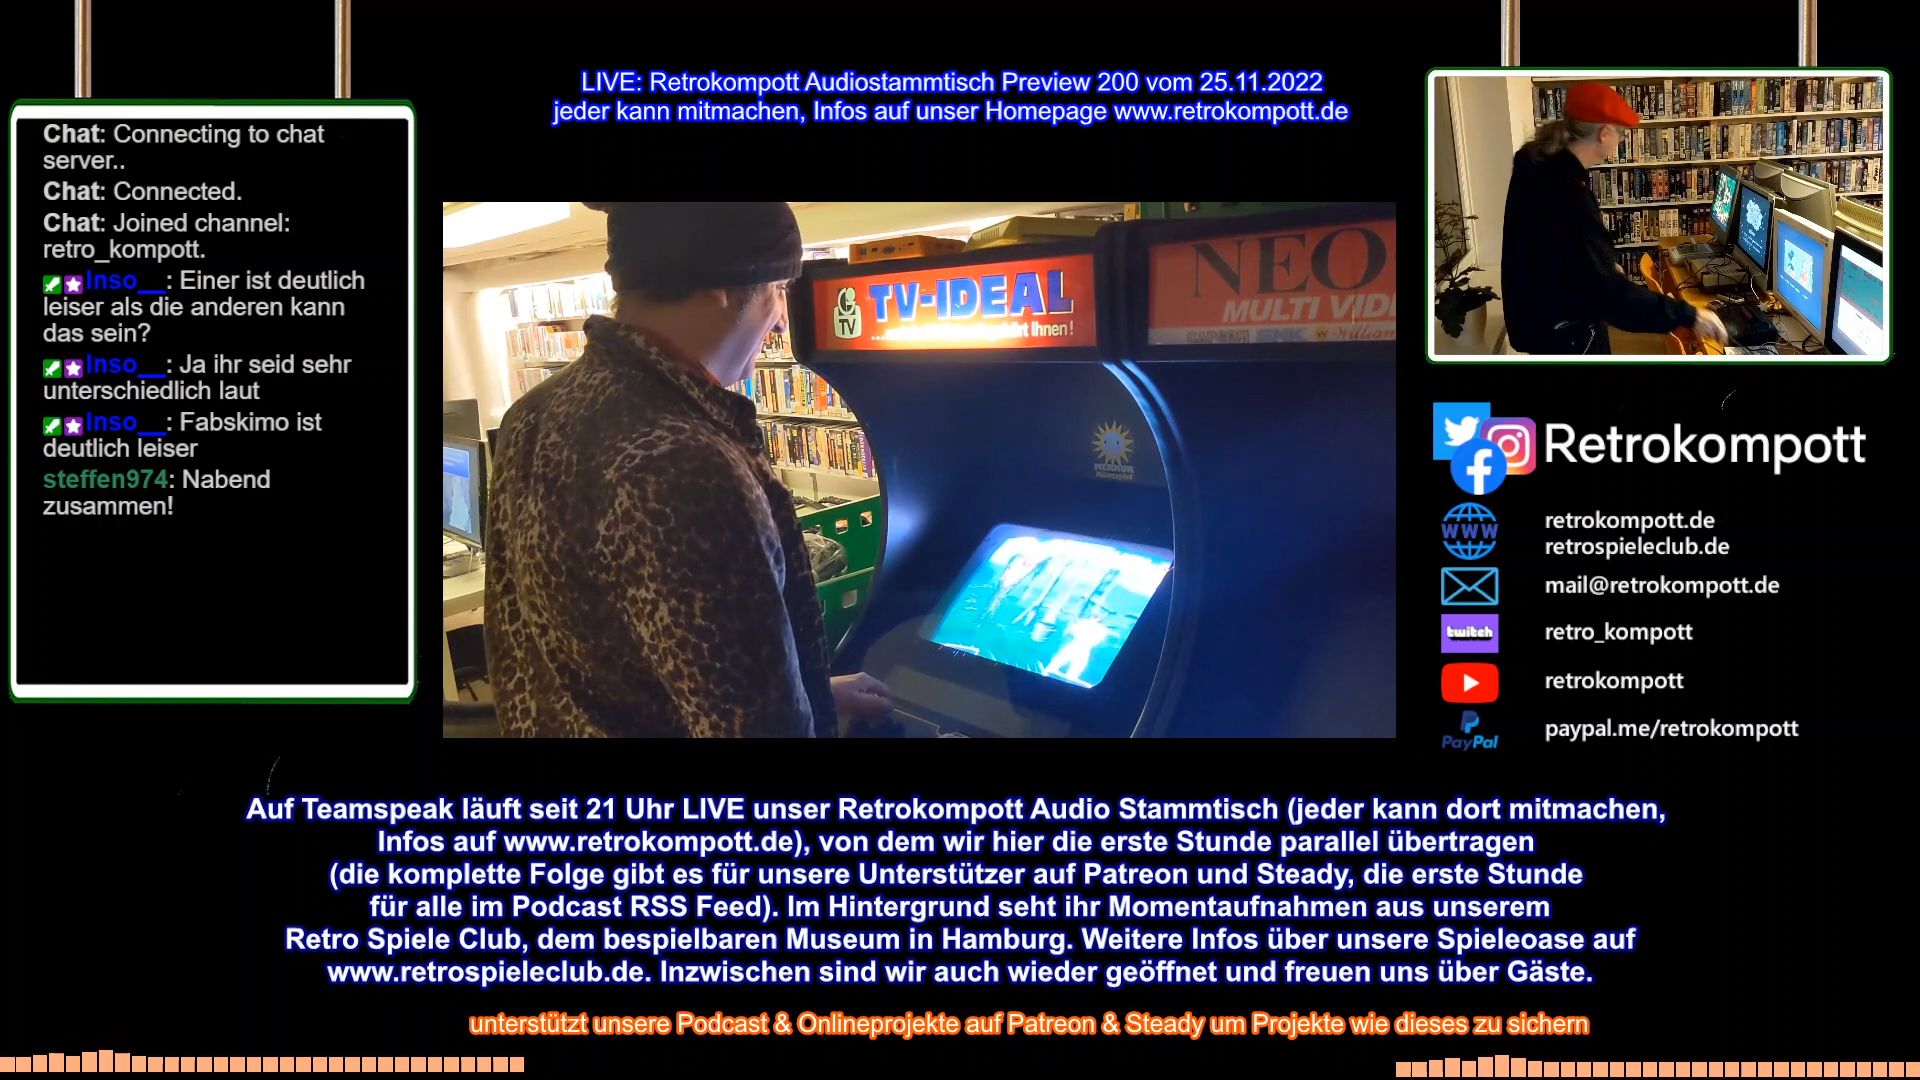 LIVE: Retrokompott Audiostammtisch Preview 200 vom 25.11.2022
jeder kann mitmachen, Infos auf unser Homepage www.retrokompott.de
Chat: Connecting to chat
server..
Chat: Connected.
Chat: Joined channel:
retro_kompott.
Inso__: Einer ist deutlich
leiser als die anderen kann
das sein?
Inso__: Ja ihr seid sehr
unterschiedlich laut
Inso__: Fabskimo ist
deutlich leiser
steffen974: Nabend
zusammen!
TV
TV-IDEAL
Ihnen!
NEO-
MULTI VID
CAPCOM SNK William
Retrokompott
WWW
retrokompott.de
retrospieleclub.de
mail@retrokompott.de
twitch
retro_kompott
retrokompott
PayPal
paypal.me/retrokompott
Auf Teamspeak läuft seit 21 Uhr LIVE unser Retrokompott Audio Stammtisch (jeder kann dort mitmachen,
Infos auf www.retrokompott.de), von dem wir hier die erste Stunde parallel übertragen
(die komplette Folge gibt es für unsere Unterstützer auf Patreon und Steady, die erste Stunde
für alle im Podcast RSS Feed). Im Hintergrund seht ihr Momentaufnahmen aus unserem
Retro Spiele Club, dem bespielbaren Museum in Hamburg. Weitere Infos über unsere Spieleoase auf
www.retrospieleclub.de. Inzwischen sind wir auch wieder geöffnet und freuen uns über Gäste.
unterstützt unsere Podcast & Onlineprojekte auf Patreon & Steady um Projekte wie dieses zu sichern